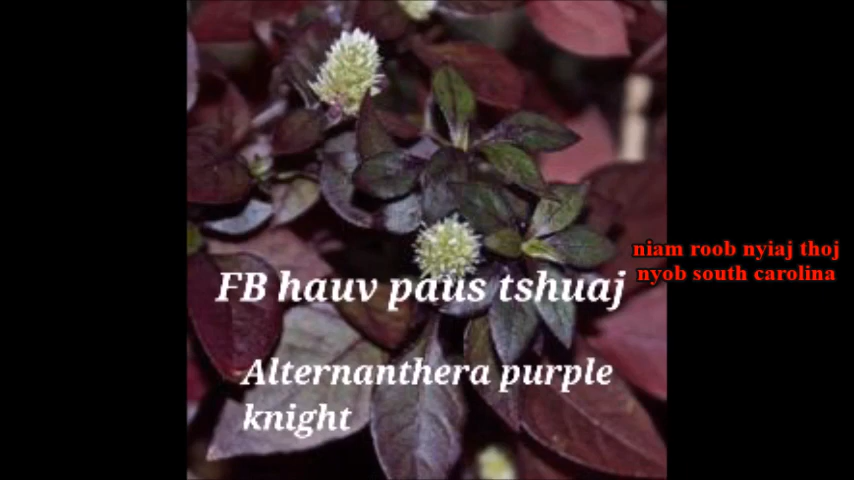 niam roob nyiaj thoj
nyob south carolina
FB hauv paus tshuaj
Alternanthera purple
knight